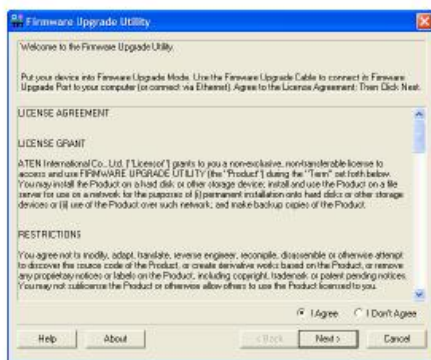 Firmware Upgrade Utility
Welcome to the Firmware Upgrade Utility.
Put your device into Firmware Upgrade Mode. Use the Firmware Upgrade Cable to connect its Firmware
Upgrade Port to your computer (or connect via Ethernet). Agree to the License Agreement; Then Click Next.
LICENSE AGREEMENT
LICENSE GRANT
ATEN International Co., Ltd. ("Licensor") grants to you a non-exclusive, non-transferable license to
access and use FIRMWARE UPGRADE UTILITY (the "Product") during the "Term" set forth below.
You may install the Product on a hard disk or other storage device; install and use the Product on a file
server for use on a network for the purposes of (i) permanent installation onto hard disks or other storage
devices or (ii) use of the Product over such network; and make backup copies of the Product.
RESTRICTIONS
You agree not to modify, adapt, translate, reverse engineer, decompile, disassemble or otherwise attempt
to discover the source code of the Product, or create derivative works based on the Product, or remove
any proprietary notices or labels on the Product, including copyright, trademark or patent pending notices.
You may not sublicense the Product or otherwise allow others to use the Product licensed to you.
I Agree I Don't Agree
Help About < Back Next > Cancel